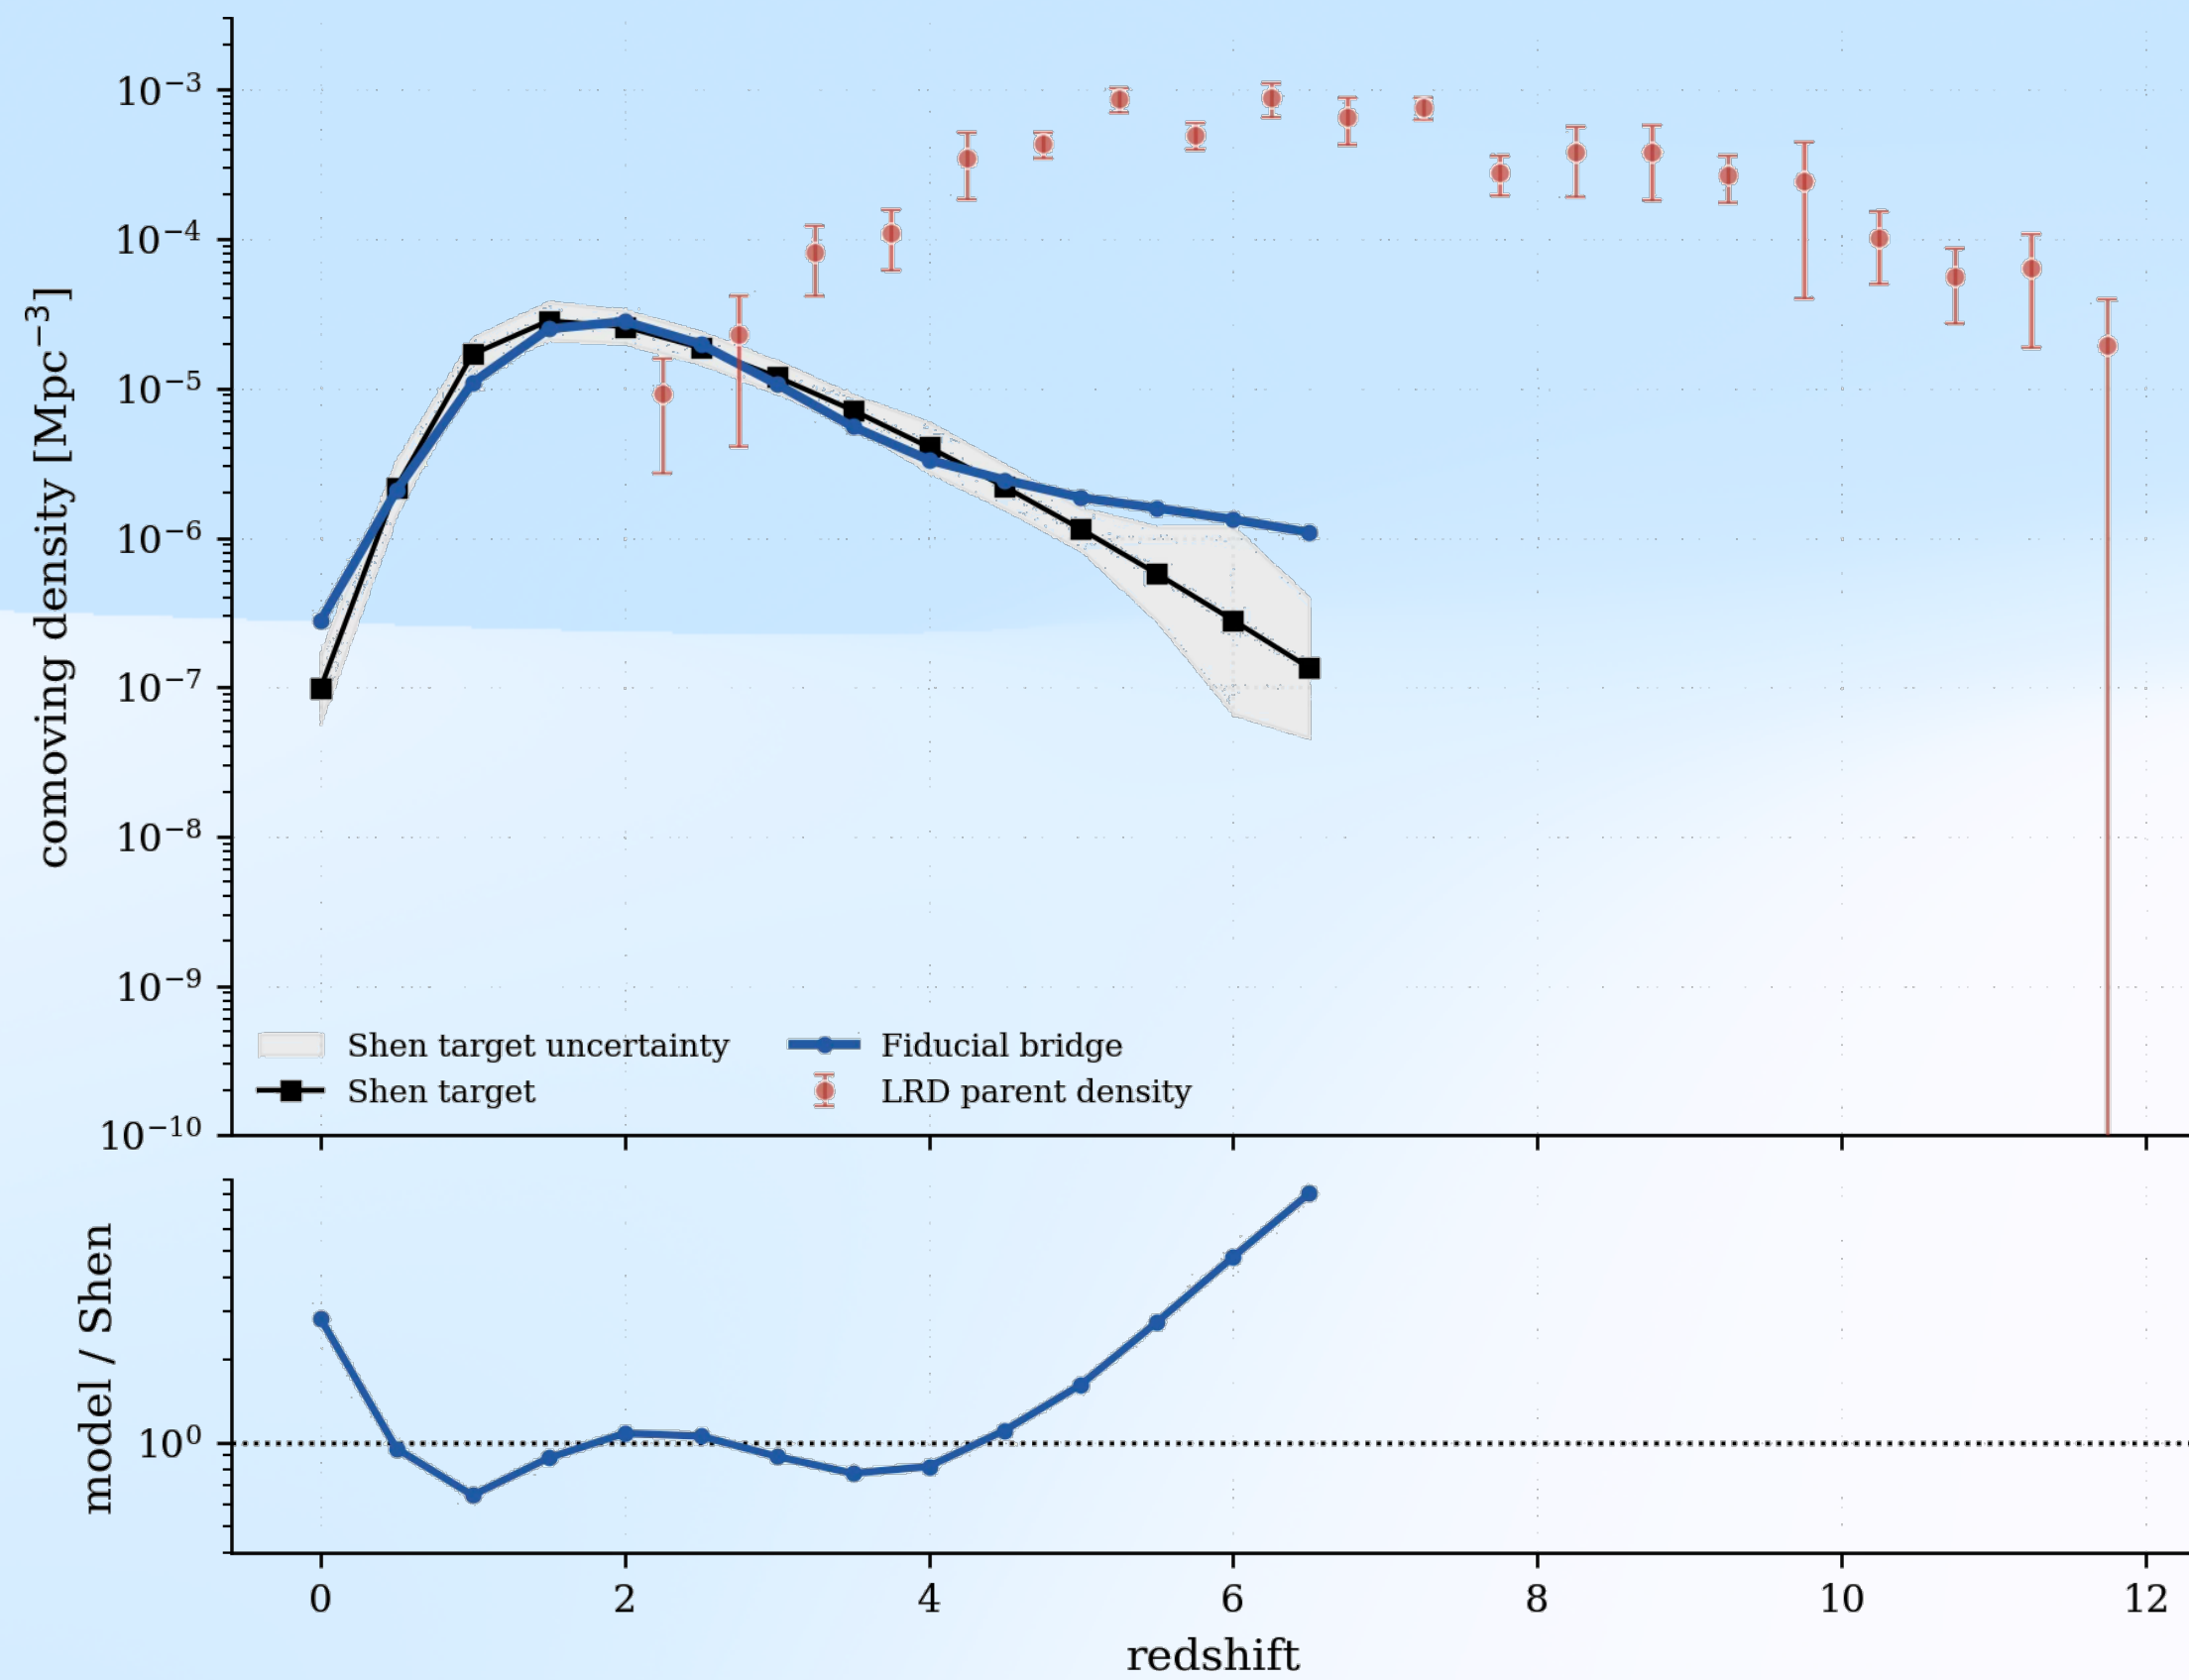 comoving density [Mpc⁻³]
10⁻³
10⁻⁴
10⁻⁵
10⁻⁶
10⁻⁷
10⁻⁸
10⁻⁹
10⁻¹⁰
Shen target uncertainty
Shen target
Fiducial bridge
LRD parent density
model / Shen
10⁰
0 2 4 6 8 10 12
redshift